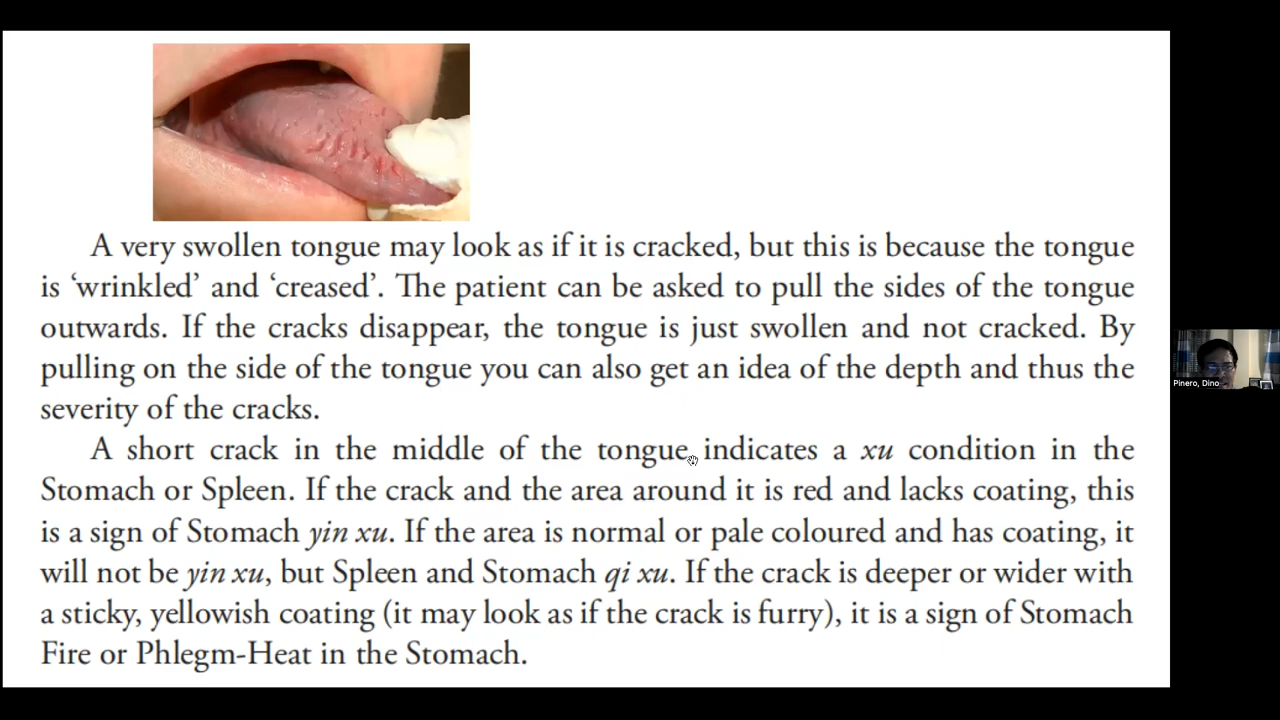 A very swollen tongue may look as if it is cracked, but this is because the tongue
is ‘wrinkled’ and ‘creased’. The patient can be asked to pull the sides of the tongue
outwards. If the cracks disappear, the tongue is just swollen and not cracked. By
pulling on the side of the tongue you can also get an idea of the depth and thus the
severity of the cracks.
A short crack in the middle of the tongue indicates a xu condition in the
Stomach or Spleen. If the crack and the area around it is red and lacks coating, this
is a sign of Stomach yin xu. If the area is normal or pale coloured and has coating, it
will not be yin xu, but Spleen and Stomach qi xu. If the crack is deeper or wider with
a sticky, yellowish coating (it may look as if the crack is furry), it is a sign of Stomach
Fire or Phlegm-Heat in the Stomach.
Pinero, Dino